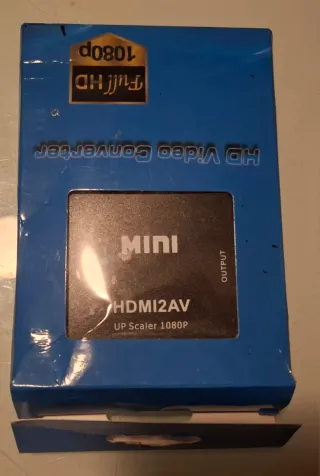 Full HD
1080p
HD Video Converter
MINI
OUTPUT
HDMI2AV
UP Scaler 1080P